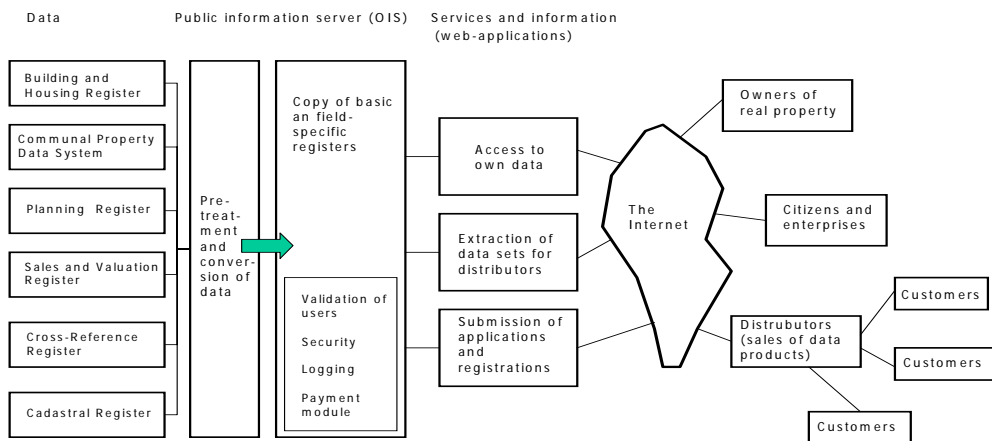 Data
Public information server (OIS)
Services and information
(web-applications)
Building and
Housing Register
Communal Property
Data System
Planning Register
Sales and Valuation
Register
Cross-Reference
Register
Cadastral Register
Pre-
treat-
ment
and
conver-
sion of
data
Copy of basic
an field-
specific
registers
Validation of
users
Security
Logging
Payment
module
Access to
own data
Extraction of
data sets for
distributors
Submission of
applications
and
registrations
The
Internet
Owners of
real property
Citizens and
enterprises
Distrubutors
(sales of data
products)
Customers
Customers
Customers